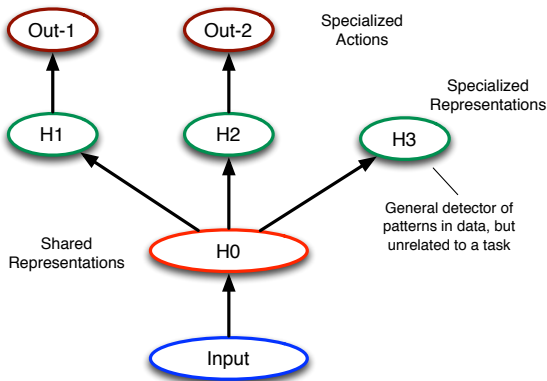 Out-1
Out-2
Specialized
Actions
Specialized
Representations
H1
H2
H3
General detector of
patterns in data, but
unrelated to a task
Shared
Representations
H0
Input